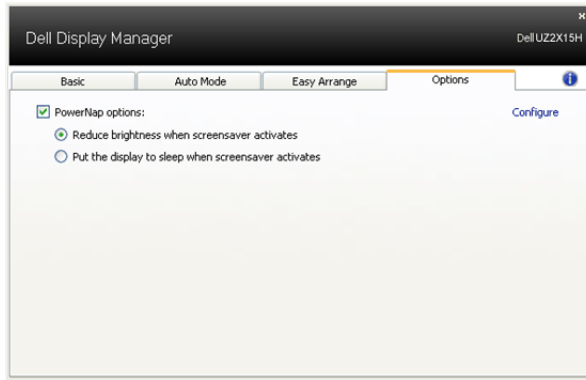 Dell Display Manager
Dell UZ2X15H
Basic
Auto Mode
Easy Arrange
Options
PowerNap options:
Configure
Reduce brightness when screensaver activates
Put the display to sleep when screensaver activates